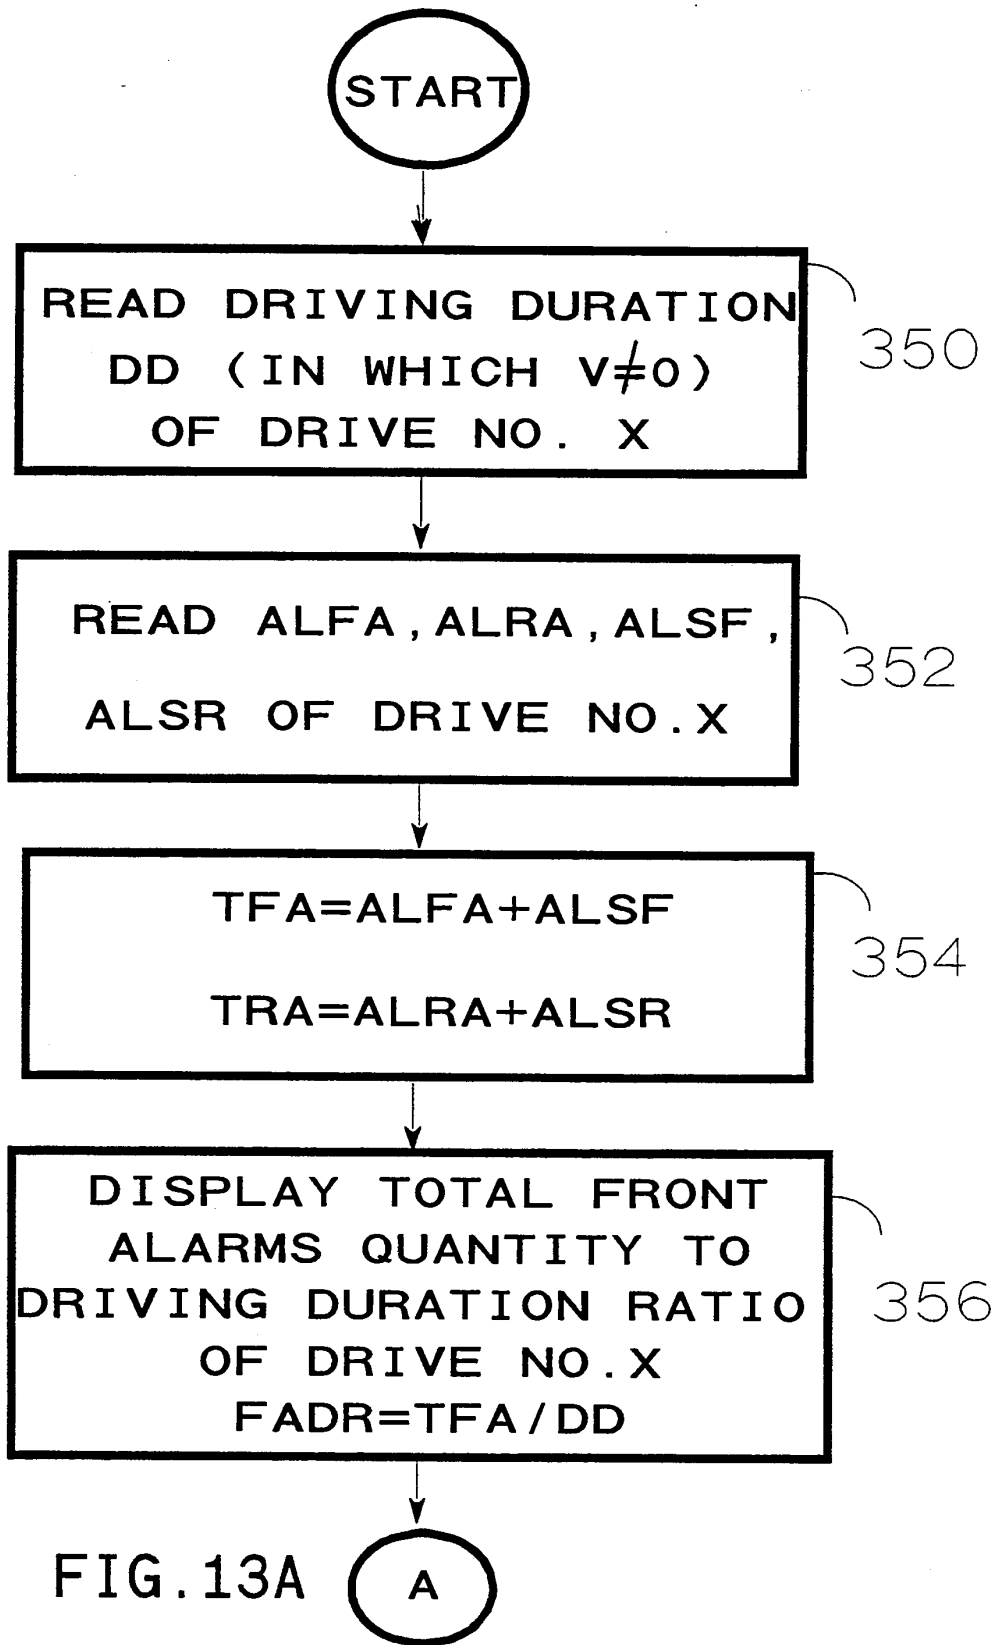 START
READ DRIVING DURATION
DD (IN WHICH V≠0)
OF DRIVE NO. X
350
READ ALFA, ALRA, ALSF,
ALSR OF DRIVE NO.X
352
TFA=ALFA+ALSF
TRA=ALRA+ALSR
354
DISPLAY TOTAL FRONT
ALARMS QUANTITY TO
DRIVING DURATION RATIO
OF DRIVE NO.X
FADR=TFA/DD
356
FIG.13A
A